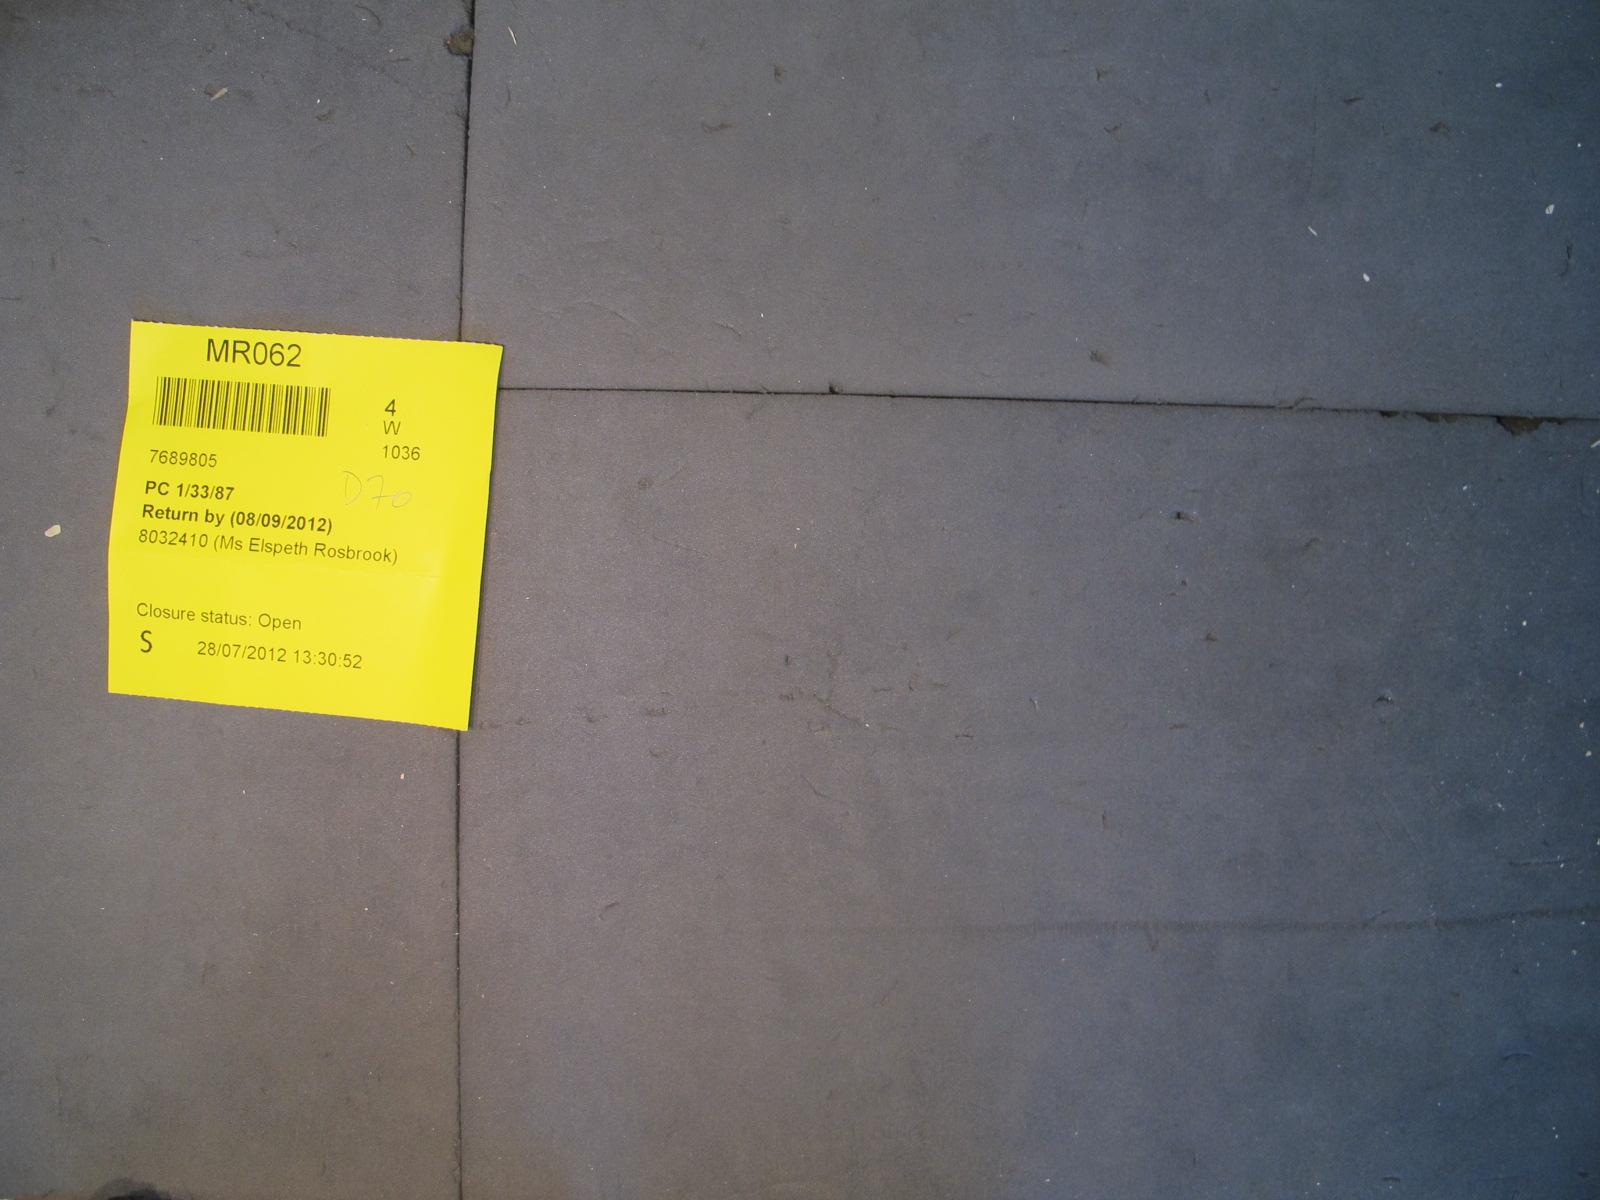 MR062
4
W
1036
7689805
D70
PC 1/33/87
Return by (08/09/2012)
8032410 (Ms Elspeth Rosbrook)
Closure status: Open
S 28/07/2012 13:30:52